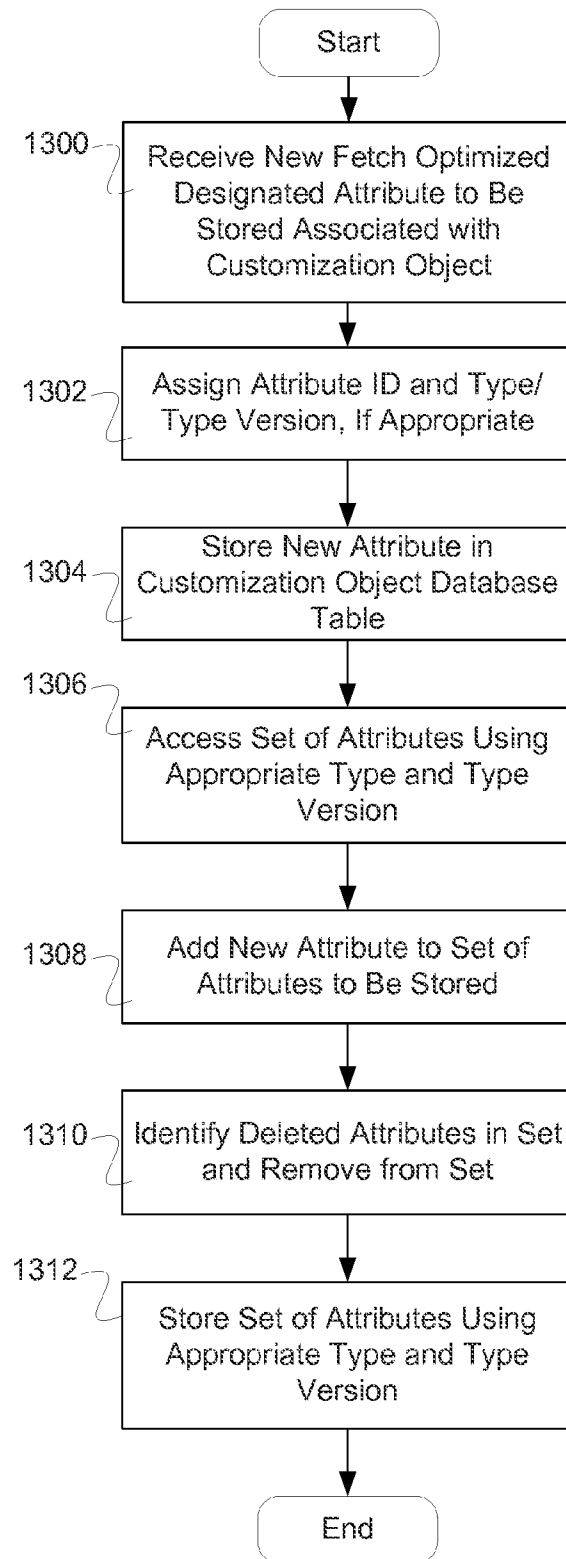 Start
1300
Receive New Fetch Optimized
Designated Attribute to Be
Stored Associated with
Customization Object
1302
Assign Attribute ID and Type/
Type Version, If Appropriate
1304
Store New Attribute in
Customization Object Database
Table
1306
Access Set of Attributes Using
Appropriate Type and Type
Version
1308
Add New Attribute to Set of
Attributes to Be Stored
1310
Identify Deleted Attributes in Set
and Remove from Set
1312
Store Set of Attributes Using
Appropriate Type and Type
Version
End